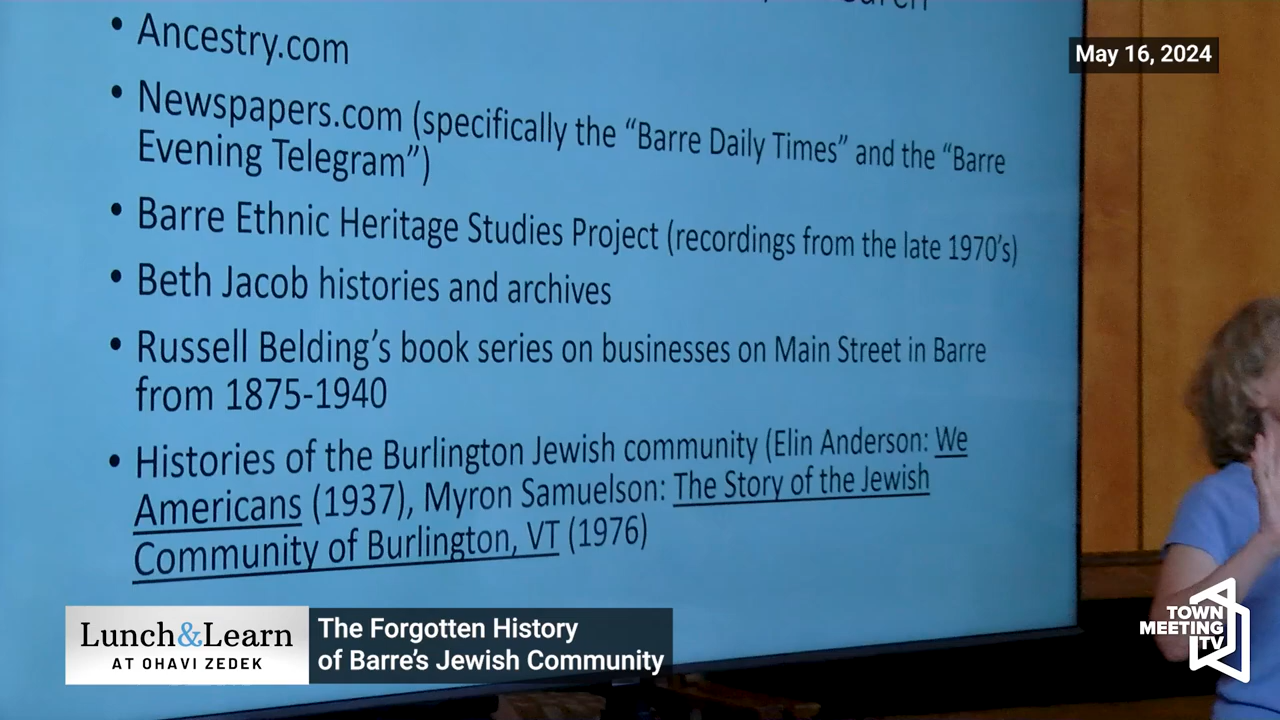 • Ancestry.com
• Newspapers.com (specifically the “Barre Daily Times” and the “Barre
Evening Telegram”)
• Barre Ethnic Heritage Studies Project (recordings from the late 1970’s)
• Beth Jacob histories and archives
• Russell Belding’s book series on businesses on Main Street in Barre
from 1875-1940
• Histories of the Burlington Jewish community (Elin Anderson: We
Americans (1937), Myron Samuelson: The Story of the Jewish
Community of Burlington, VT (1976)
May 16, 2024
Lunch&Learn
AT OHAVI ZEDEK
The Forgotten History
of Barre’s Jewish Community
TOWN
MEETING
TV